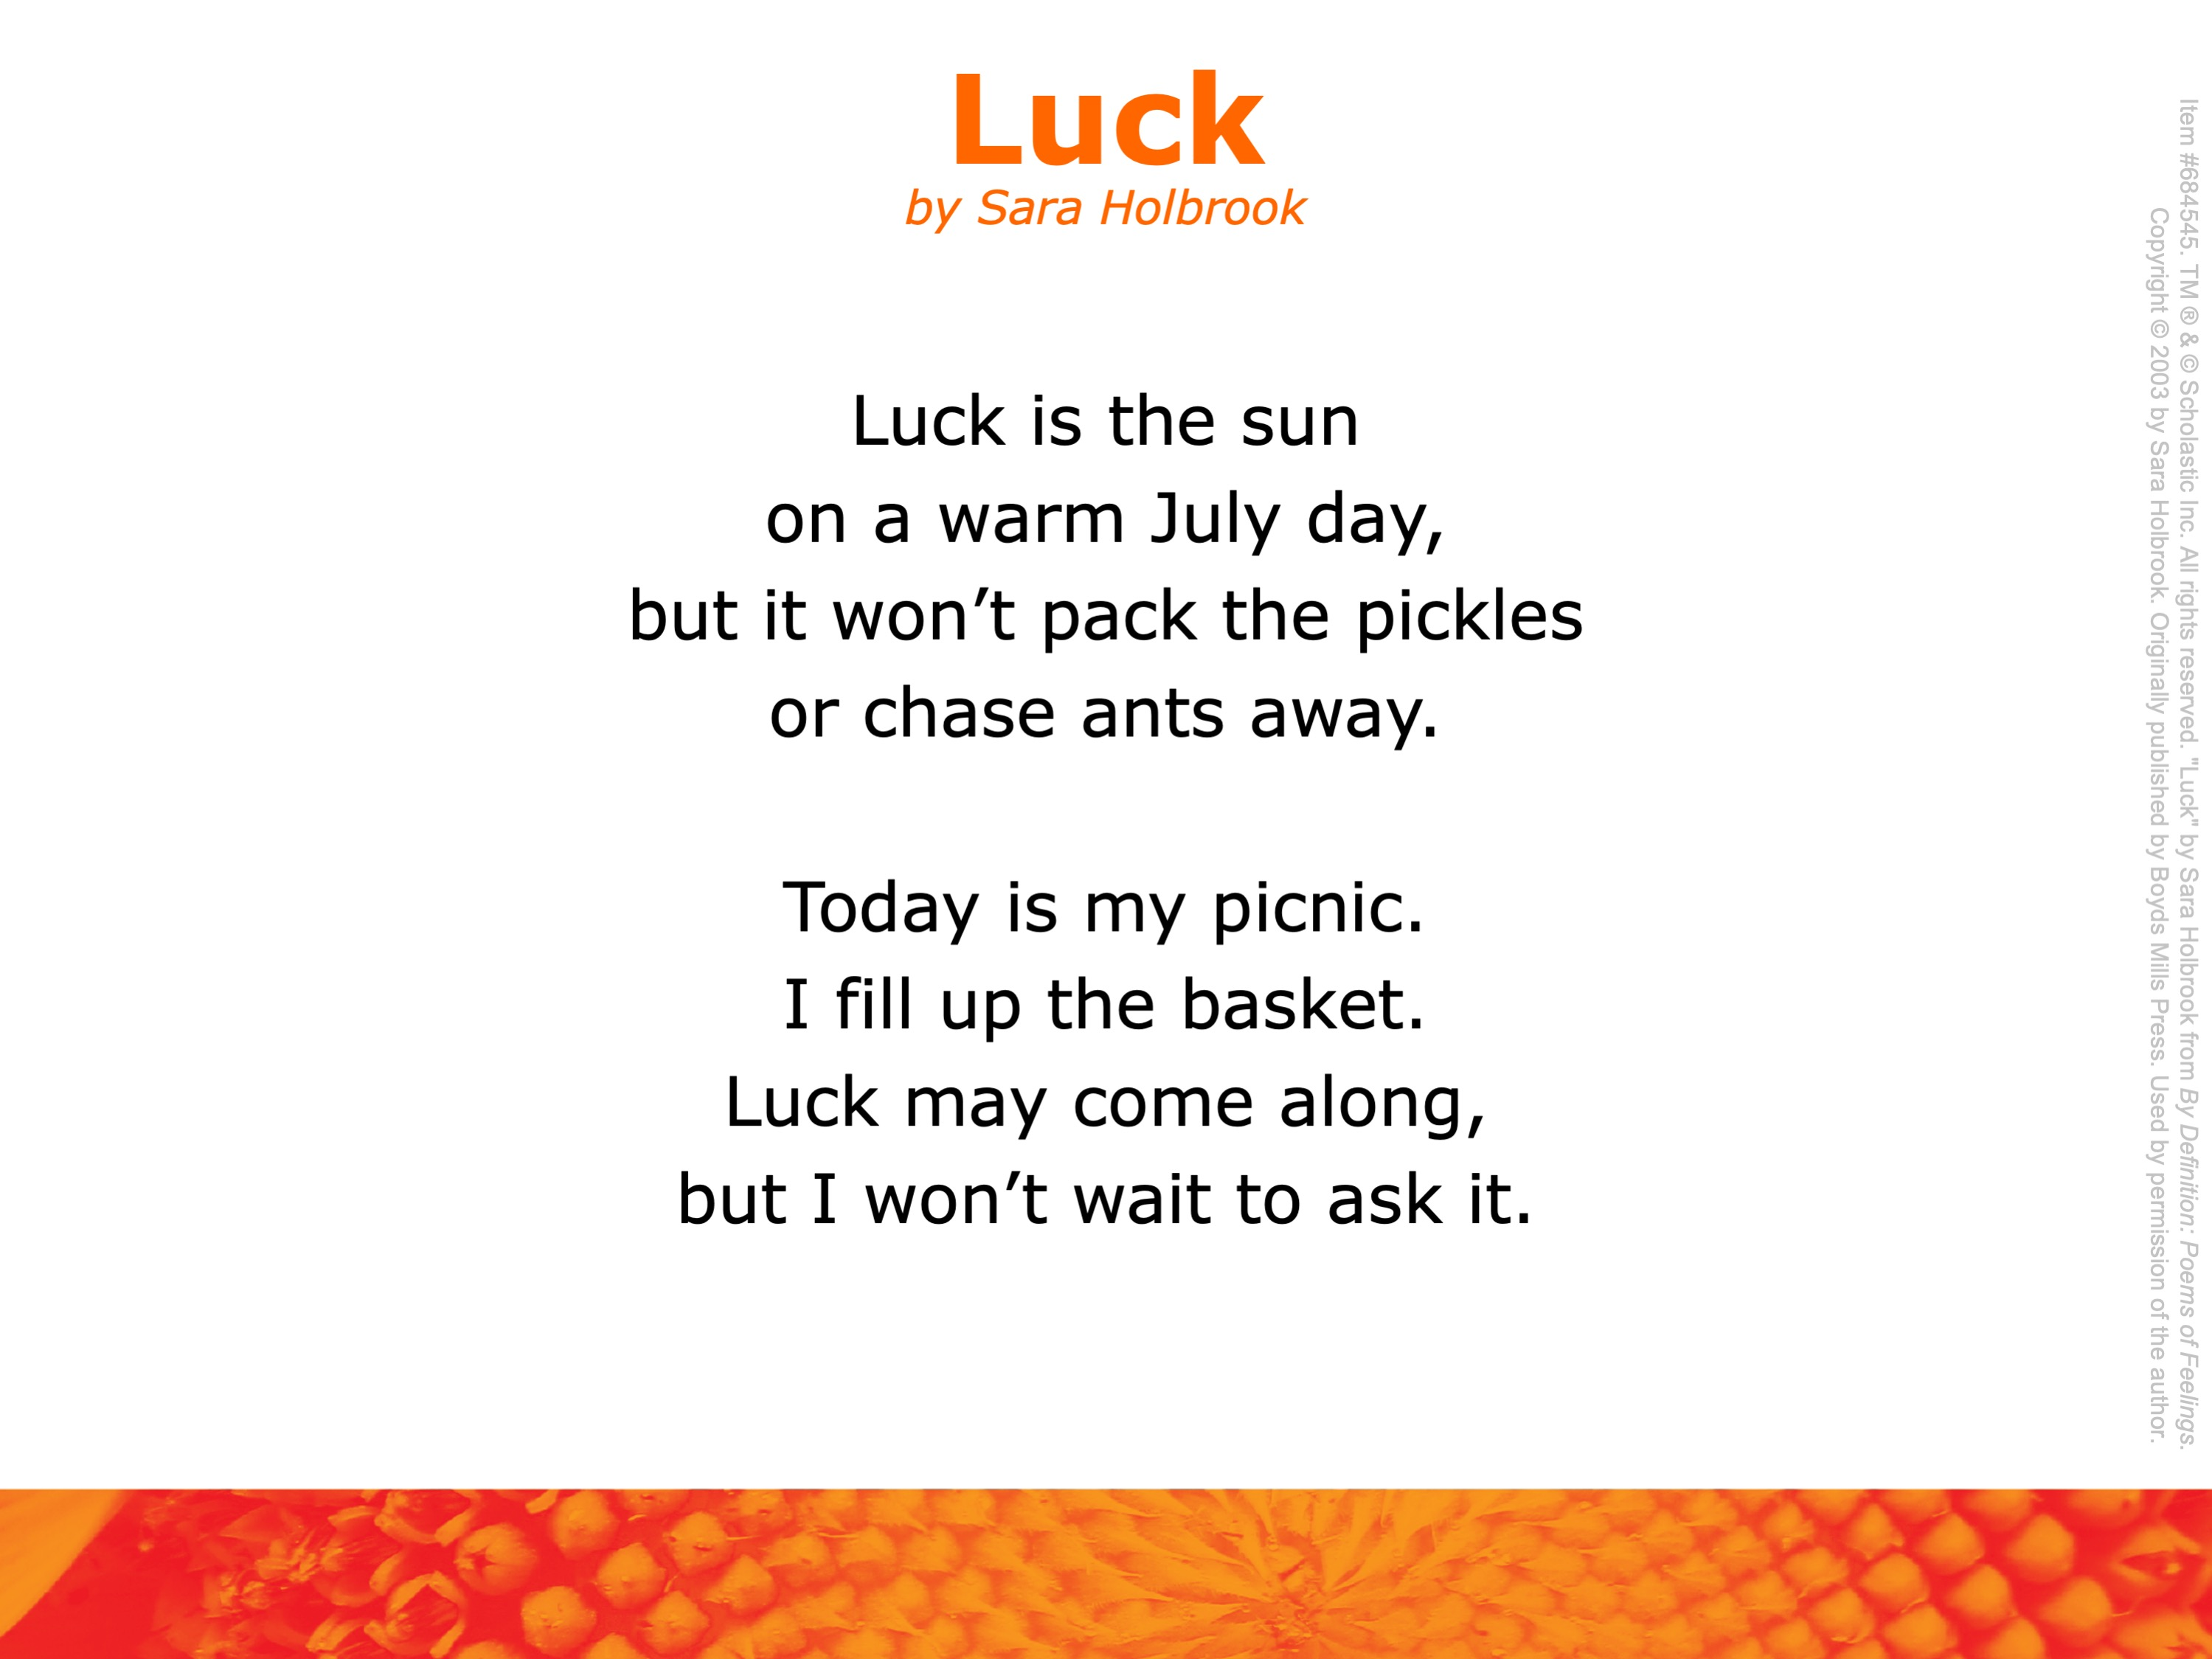 Luck
by Sara Holbrook
Luck is the sun
on a warm July day,
but it won’t pack the pickles
or chase ants away.
Today is my picnic.
I fill up the basket.
Luck may come along,
but I won’t wait to ask it.
Item #684545. TM ® & © Scholastic Inc. All rights reserved. "Luck" by Sara Holbrook from By Definition: Poems of Feelings.
Copyright © 2003 by Sara Holbrook. Originally published by Boyds Mills Press. Used by permission of the author.